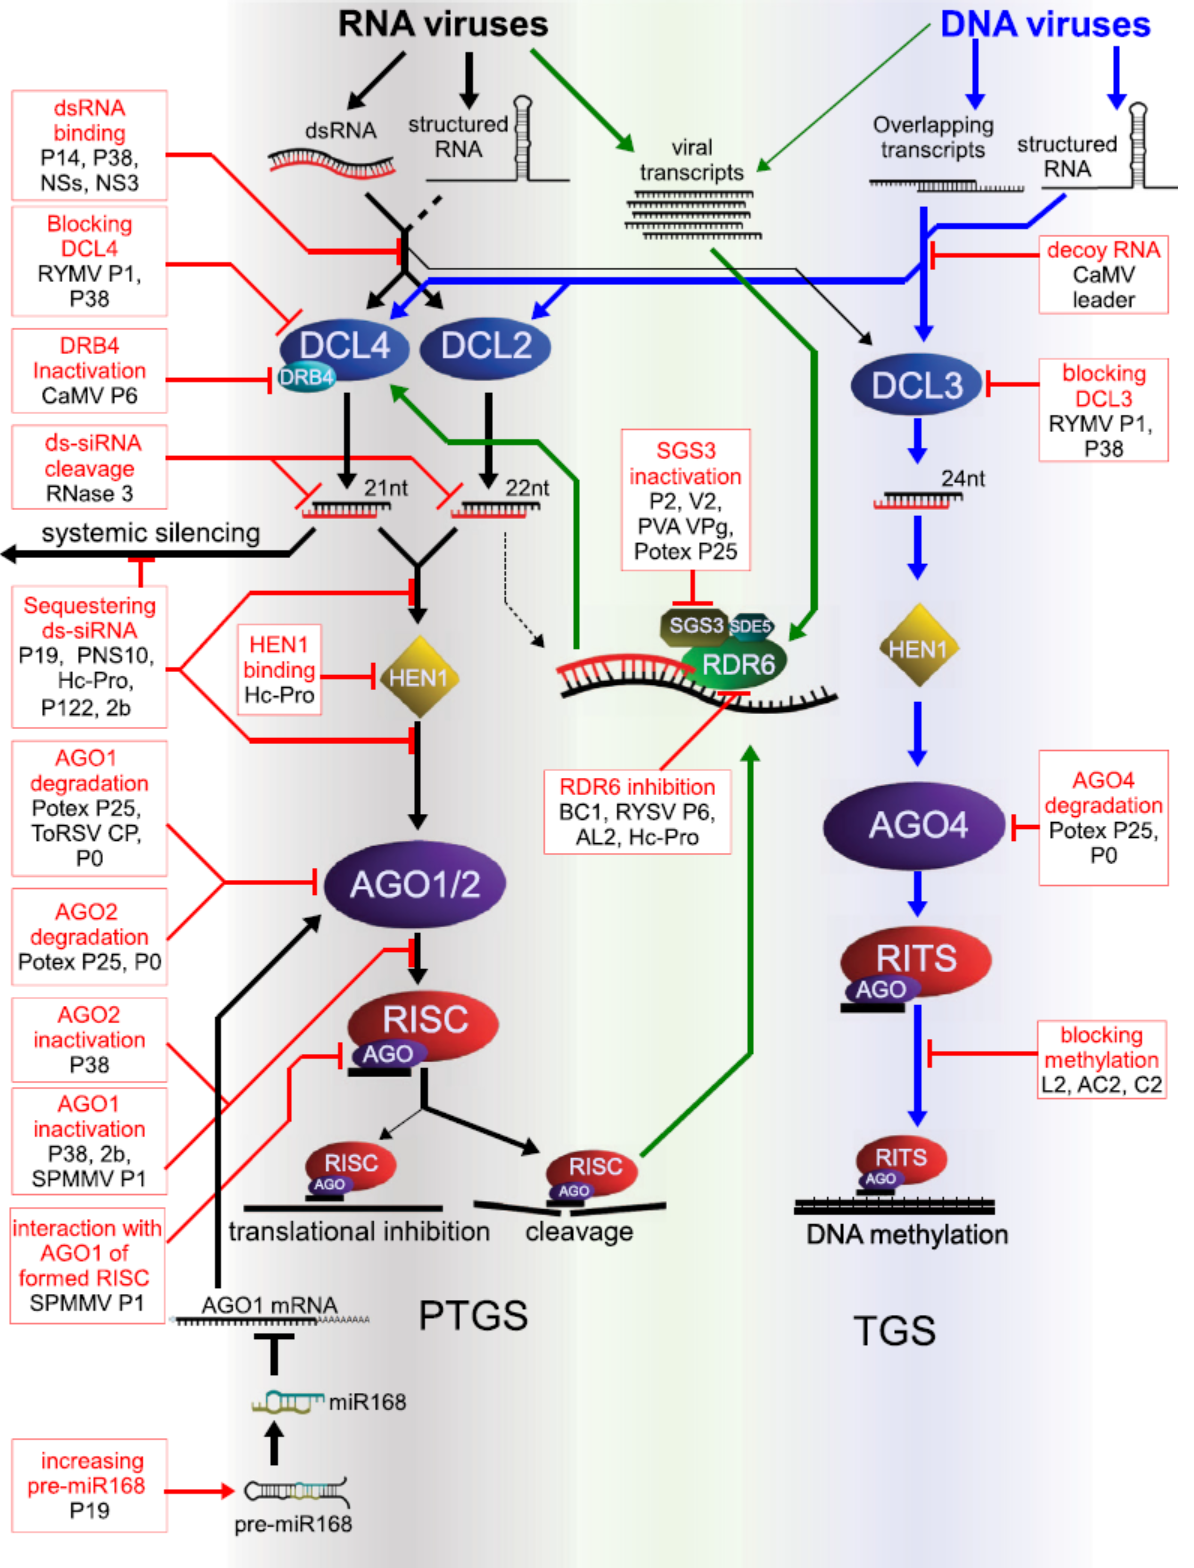 RNA viruses
DNA viruses
dsRNA
binding
P14, P38,
NSs, NS3
dsRNA
structured
RNA
viral
transcripts
Overlapping
transcripts
structured
RNA
Blocking
DCL4
RYMV P1,
P38
decoy RNA
CaMV
leader
DRB4
Inactivation
CaMV P6
DCL4
DRB4
DCL2
DCL3
blocking
DCL3
RYMV P1,
P38
ds-siRNA
cleavage
RNase 3
21nt
22nt
24nt
SGS3
inactivation
P2, V2,
PVA VPg,
Potex P25
systemic silencing
Sequestering
ds-siRNA
P19, PNS10,
Hc-Pro,
P122, 2b
HEN1
binding
Hc-Pro
HEN1
SGS3
SDE5
RDR6
HEN1
AGO1
degradation
Potex P25,
ToRSV CP,
P0
RDR6 inhibition
BC1, RYSV P6,
AL2, Hc-Pro
AGO4
AGO4
degradation
Potex P25,
P0
AGO1/2
AGO2
degradation
Potex P25, P0
RITS
AGO
AGO2
inactivation
P38
RISC
AGO
blocking
methylation
L2, AC2, C2
AGO1
inactivation
P38, 2b,
SPMMV P1
RISC
AGO
translational inhibition
RISC
AGO
cleavage
RITS
AGO
DNA methylation
interaction with
AGO1 of
formed RISC
SPMMV P1
AGO1 mRNA
AAAAAAAAA
PTGS
TGS
miR168
increasing
pre-miR168
P19
pre-miR168